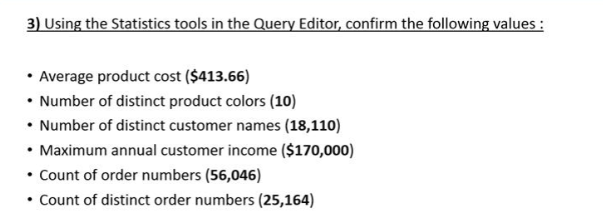 3) Using the Statistics tools in the Query Editor, confirm the following values :
• Average product cost ($413.66)
• Number of distinct product colors (10)
• Number of distinct customer names (18,110)
• Maximum annual customer income ($170,000)
• Count of order numbers (56,046)
• Count of distinct order numbers (25,164)